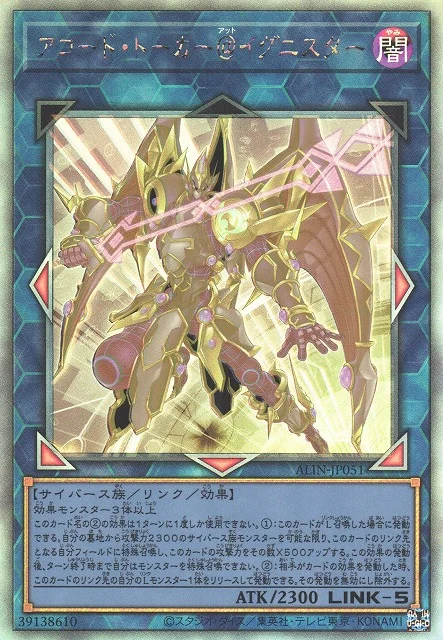 アコード・トーカー@イグニスター
アット
闇
やみ
ALIN-JP051
【サイバース族／リンク／効果】
効果モンスター3体以上
このカード名の②の効果は1ターンに1度しか使用できない。①：このカードがL召喚した場合に発動
できる。自分の墓地から攻撃力2300のサイバース族モンスターを可能な限り、このカードのリンク先
となる自分フィールドに特殊召喚し、このカードの攻撃力をその数×500アップする。この効果の発動
後、ターン終了時まで自分はモンスターを特殊召喚できない。②：相手がカードの効果を発動した時、
このカードのリンク先の自分のLモンスター1体をリリースして発動できる。その発動を無効にし除外する。
ATK/2300 LINK-5
39138610
©スタジオ・ダイス／集英社・テレビ東京・KONAMI